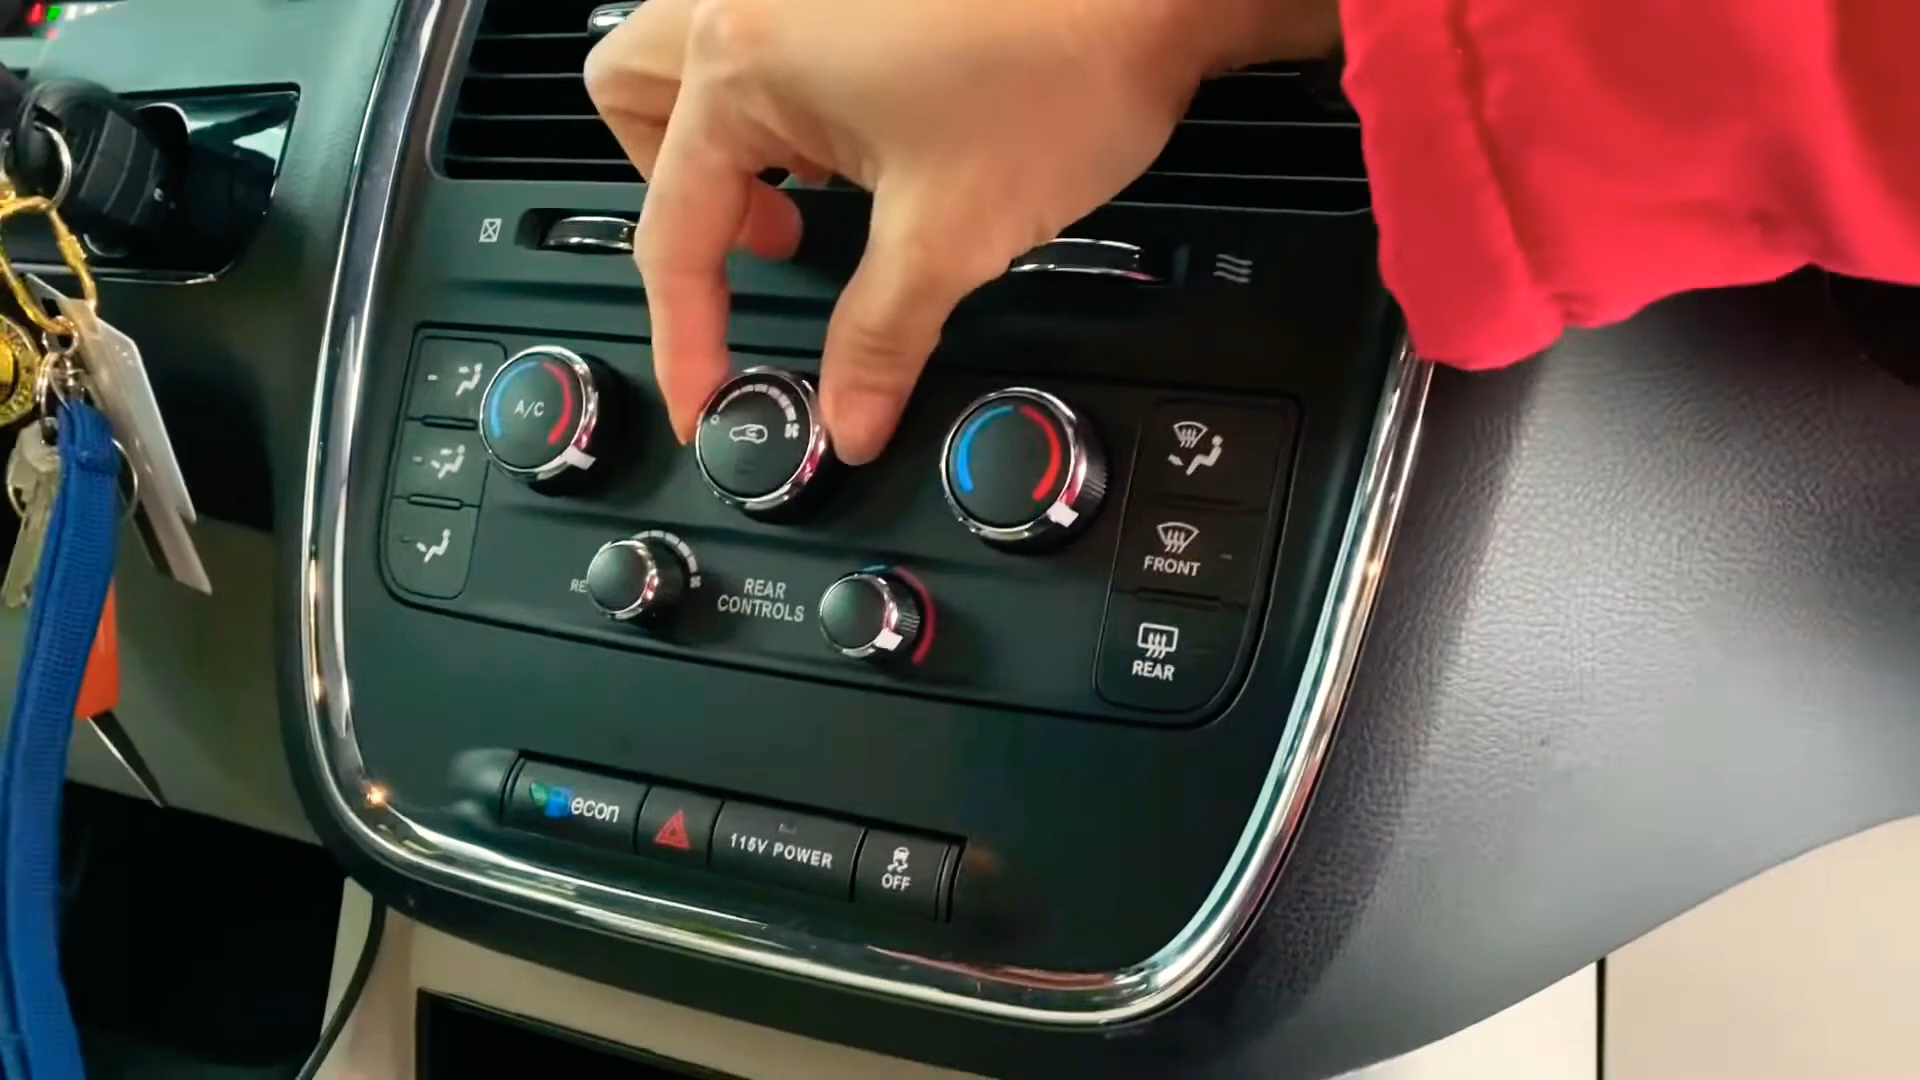 A/C
REAR
CONTROLS
FRONT
REAR
econ
115V POWER
OFF